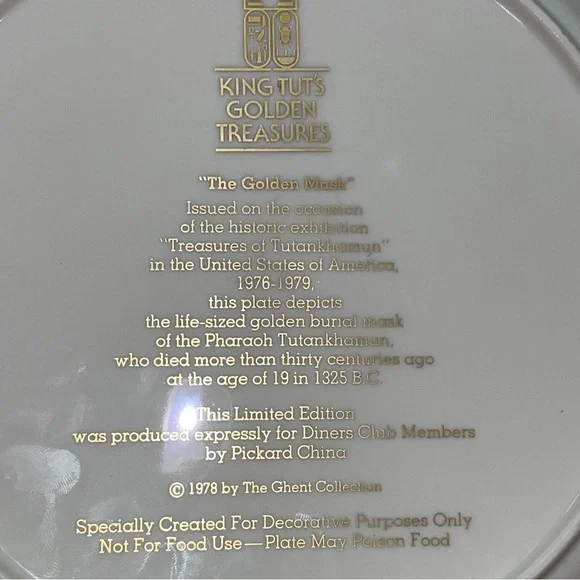 KING TUT'S
GOLDEN
TREASURES
"The Golden Mask"
Issued on the occasion
of the historic exhibition
"Treasures of Tutankhamun"
in the United States of America,
1976-1979,
this plate depicts
the life-sized golden burial mask
of the Pharaoh Tutankhamun,
who died more than thirty centuries ago
at the age of 19 in 1325 B.C.
This Limited Edition
was produced expressly for Diners Club Members
by Pickard China
© 1978 by The Ghent Collection
Specially Created For Decorative Purposes Only
Not For Food Use—Plate May Poison Food